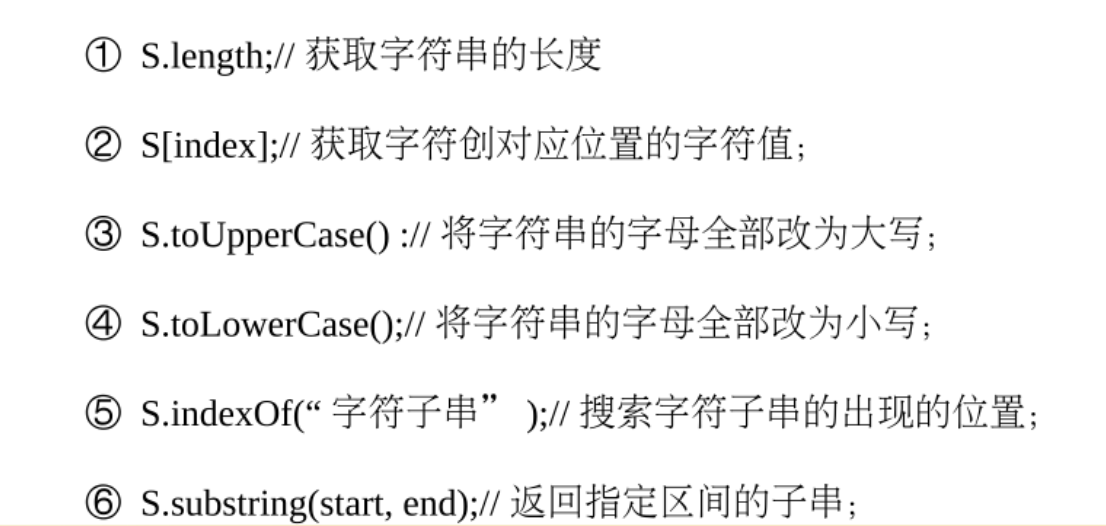 ① S.length;// 获取字符串的长度
② S[index];// 获取字符创对应位置的字符值;
③ S.toUpperCase() :// 将字符串的字母全部改为大写;
④ S.toLowerCase();// 将字符串的字母全部改为小写;
⑤ S.indexOf(“ 字符子串” );// 搜索字符子串的出现的位置;
⑥ S.substring(start, end);// 返回指定区间的子串;